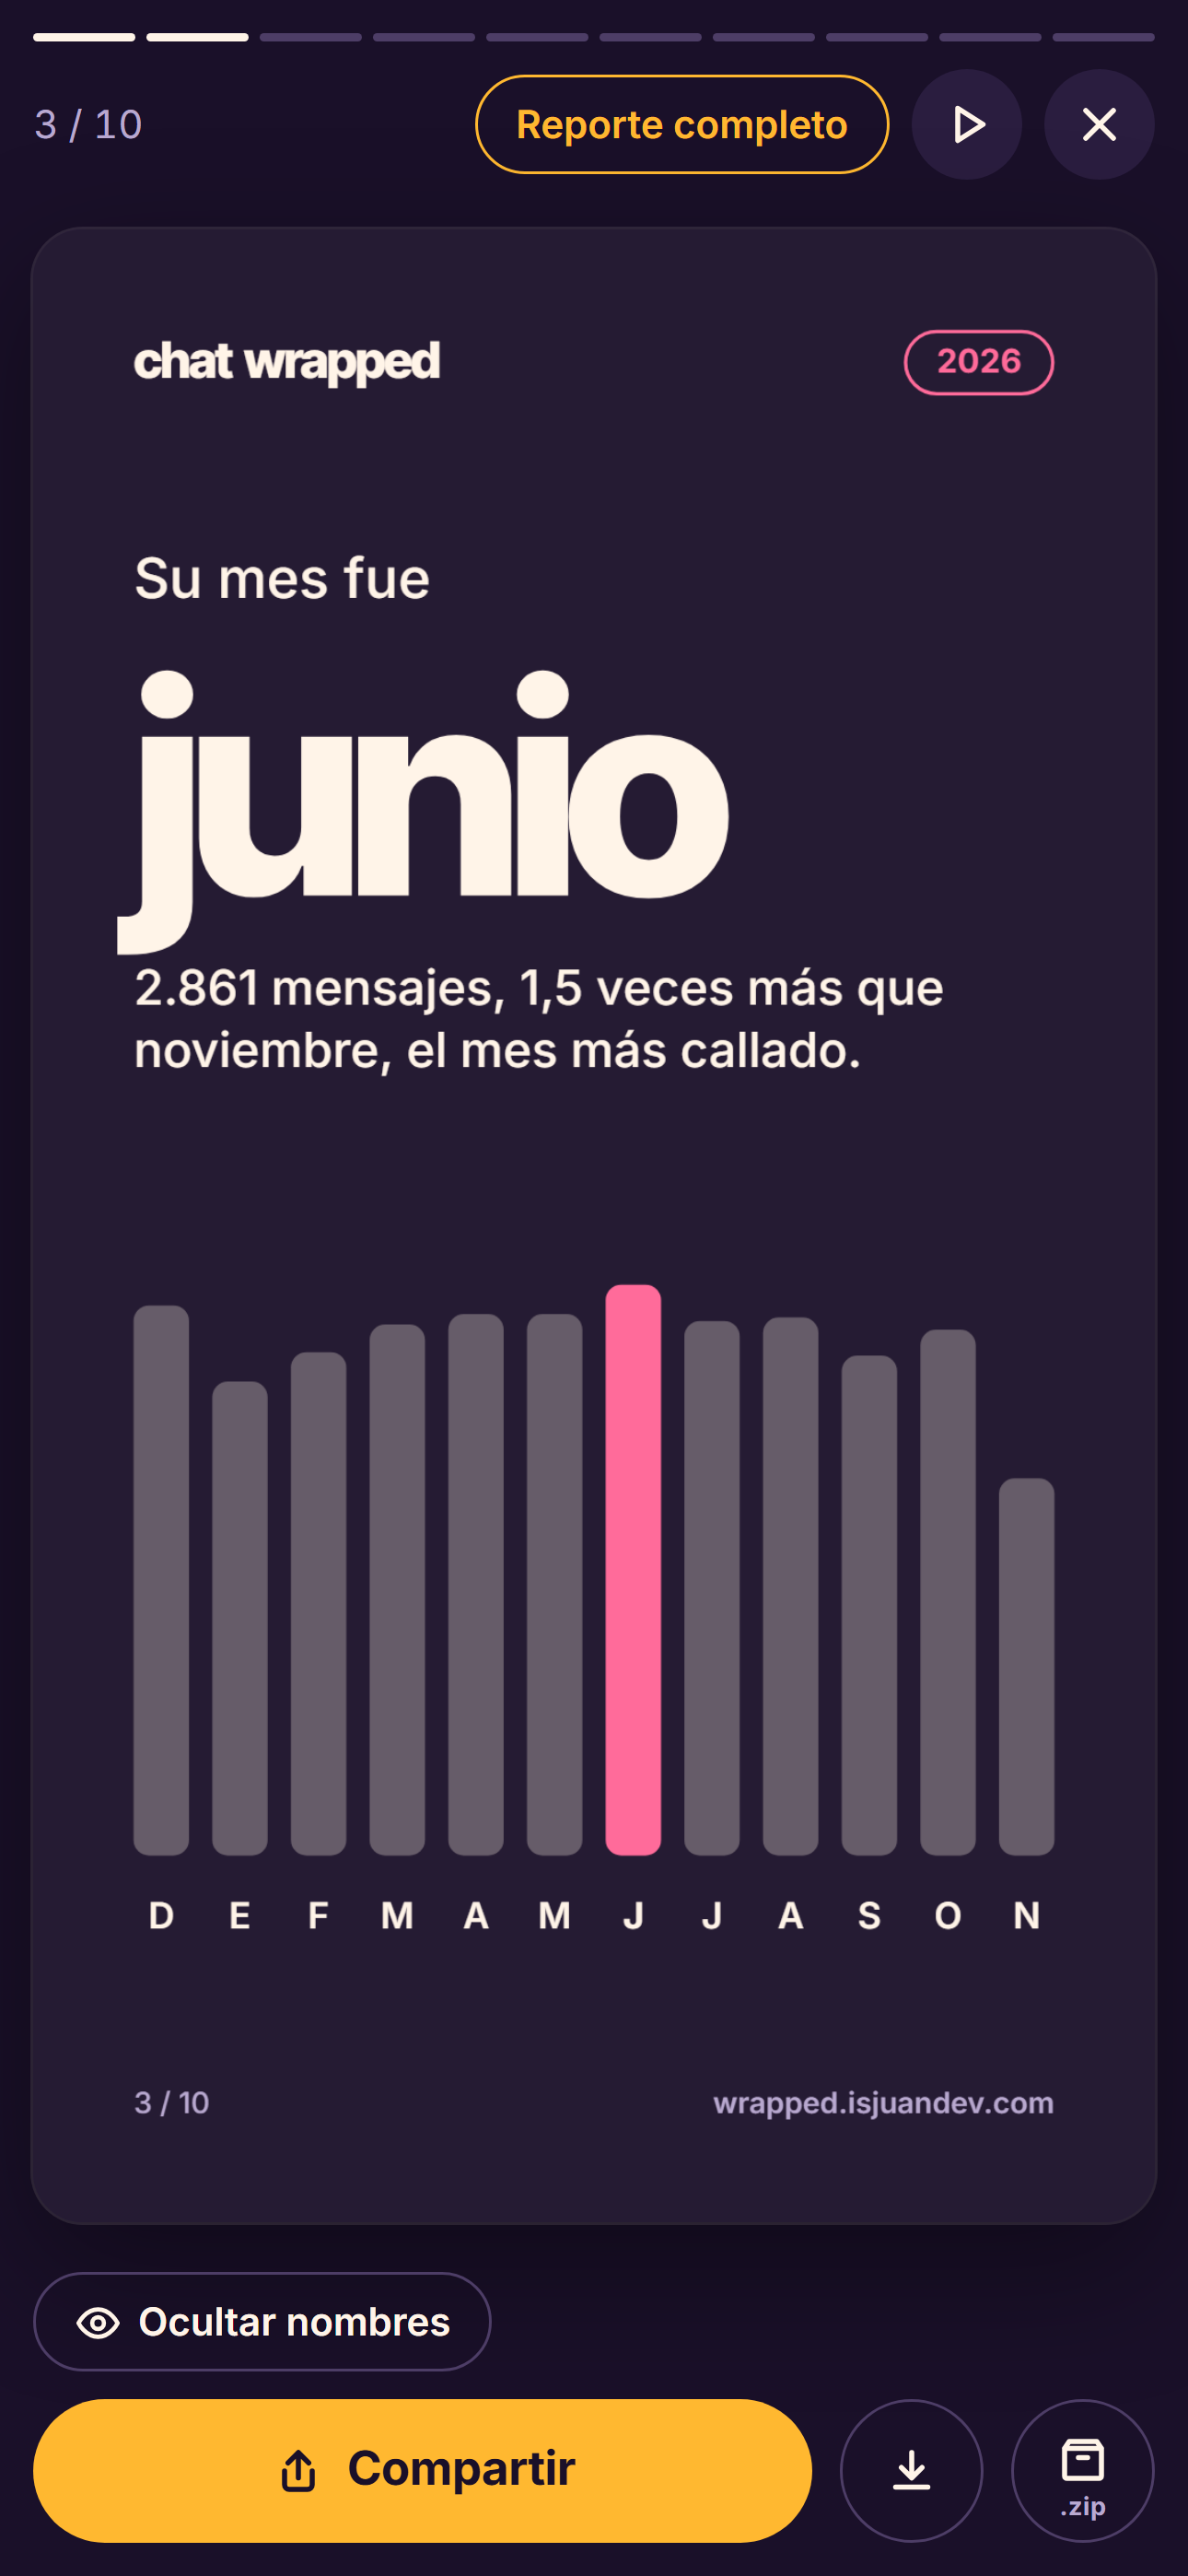 3 / 10
Reporte completo
chat wrapped
2026
Su mes fue
junio
2.861 mensajes, 1,5 veces más que
noviembre, el mes más callado.
D E F M A M J J A S O N
3 / 10
wrapped.isjuandev.com
Ocultar nombres
Compartir
.zip